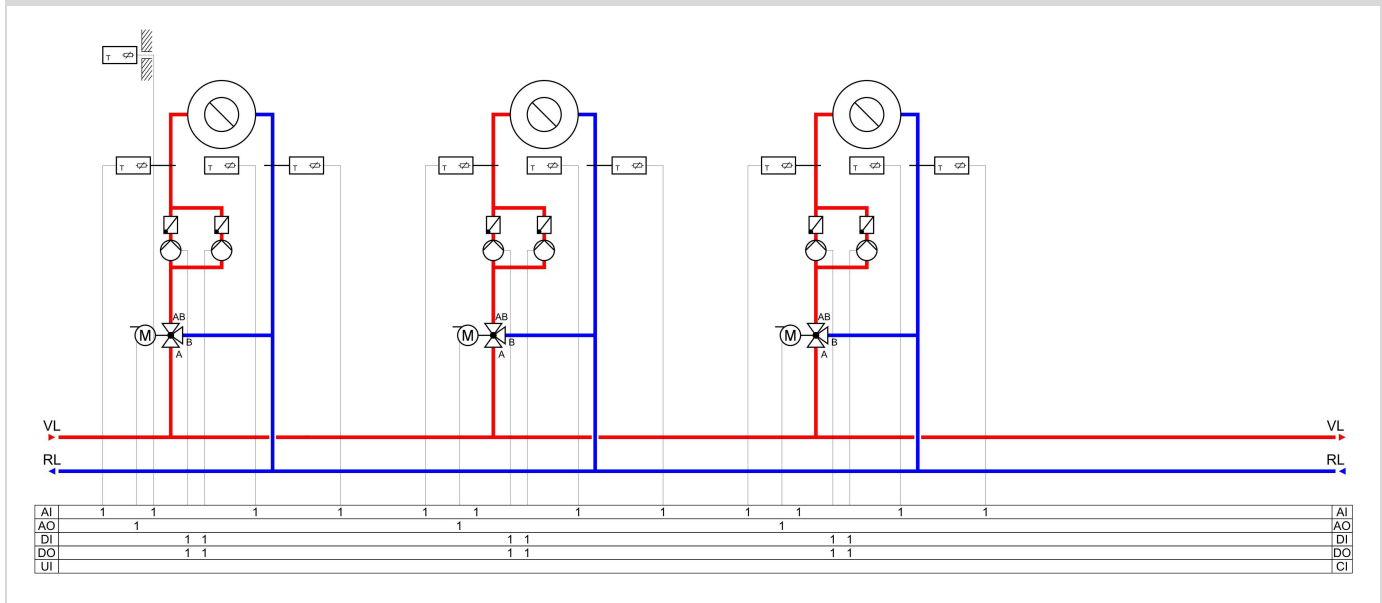 T
T T T T T T T T T
AB AB AB
M M M
B B B
A A A
VL VL
RL RL
AI 1 1 1 1 1 1 1 1 1 1 1 1 AI
AO 1 1 1 AO
DI 1 1 1 1 1 1 DI
DO 1 1 1 1 1 1 DO
UI CI